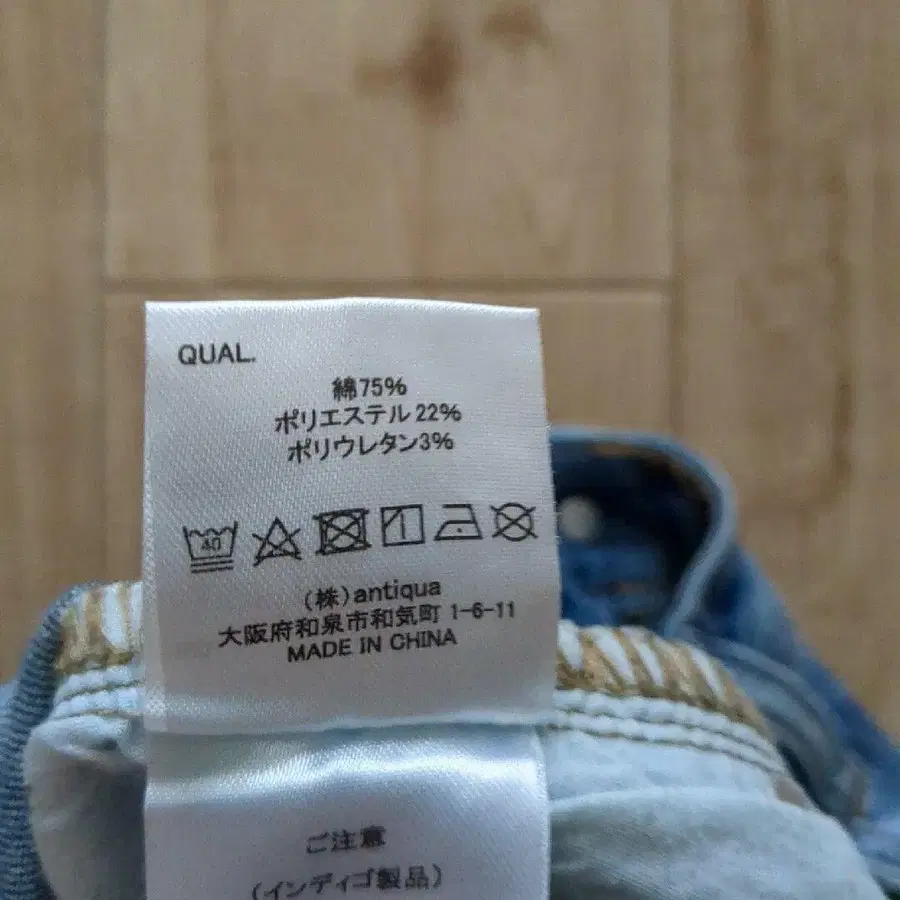 QUAL.
綿75%
ポリエステル22%
ポリウレタン3%
40
(株)antiqua
大阪府和泉市和気町 1-6-11
MADE IN CHINA
ご注意
(インディゴ製品)